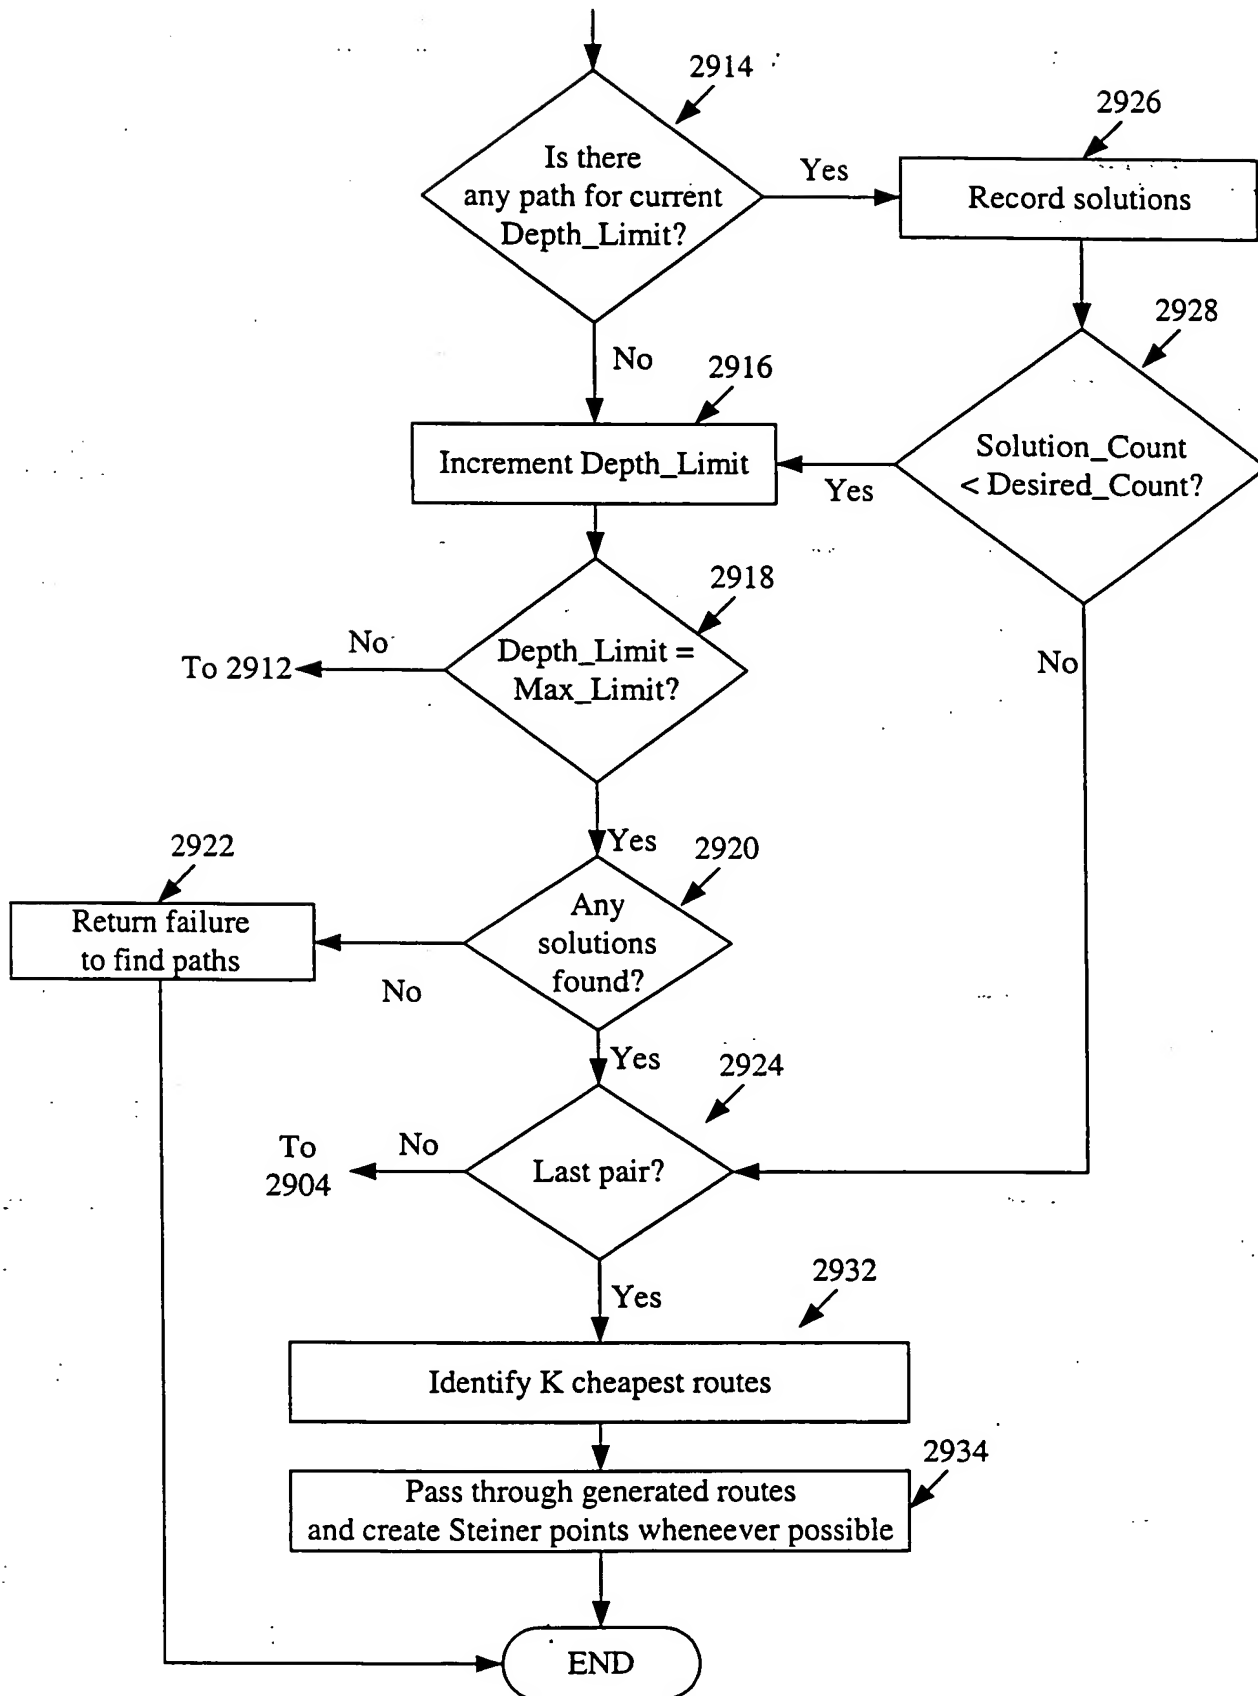 2914
Is there
any path for current
Depth_Limit?
Yes
2926
Record solutions
No
2916
Increment Depth_Limit
2928
Solution_Count
< Desired_Count?
Yes
No
2918
Depth_Limit =
Max_Limit?
No
To 2912
Yes
2920
Any
solutions
found?
2922
Return failure
to find paths
No
Yes
2924
Last pair?
No
To
2904
Yes
2932
Identify K cheapest routes
2934
Pass through generated routes
and create Steiner points wheneever possible
END